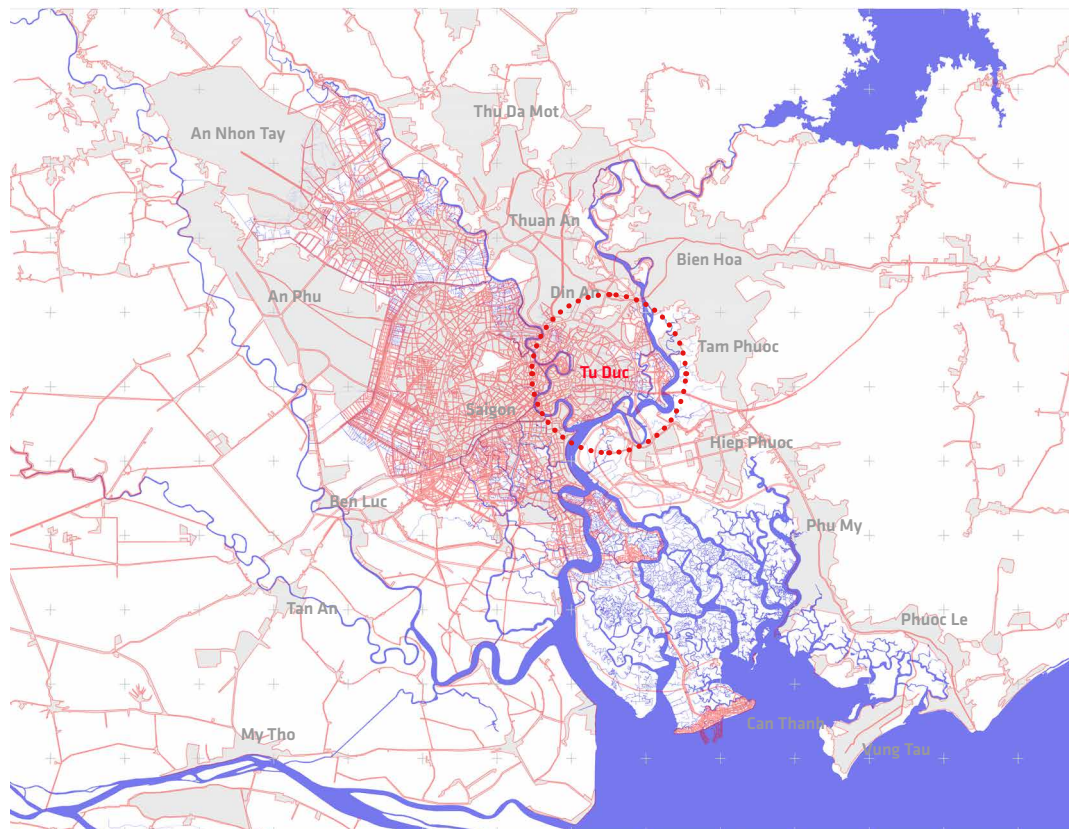 Thu Da Mot
An Nhon Tay
Thuan An
Bien Hoa
Din An
An Phu
Tam Phuoc
Tu Duc
Saigon
Hiep Phuoc
Ben Luc
Phu My
Tan An
Phuoc Le
Can Thanh
My Tho
Vung Tau